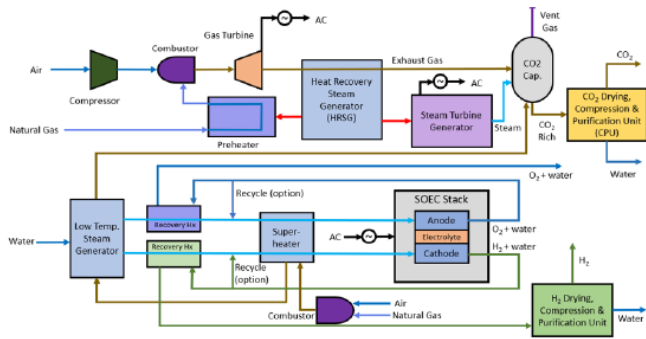 Vent
Gas
Gas Turbine
AC
Combustor
CO2
Air
Exhaust Gas
Compressor
Heat Recovery
Steam
Generator
(HRSG)
AC
CO2
Cap.
CO2 Drying,
Compression &
Purification Unit
(CPU)
Natural Gas
Preheater
Steam Turbine
Generator
Steam
CO2
Rich
Water
O2 + water
Recycle (option)
SOEC Stack
Low Temp.
Steam
Generator
Recovery Hx
Super-
heater
AC
Anode
Electrolyte
Cathode
O2 + water
H2 + water
Water
Recovery Hx
Recycle
(option)
H2
Combustor
Air
Natural Gas
H2 Drying,
Compression &
Purification Unit
Water